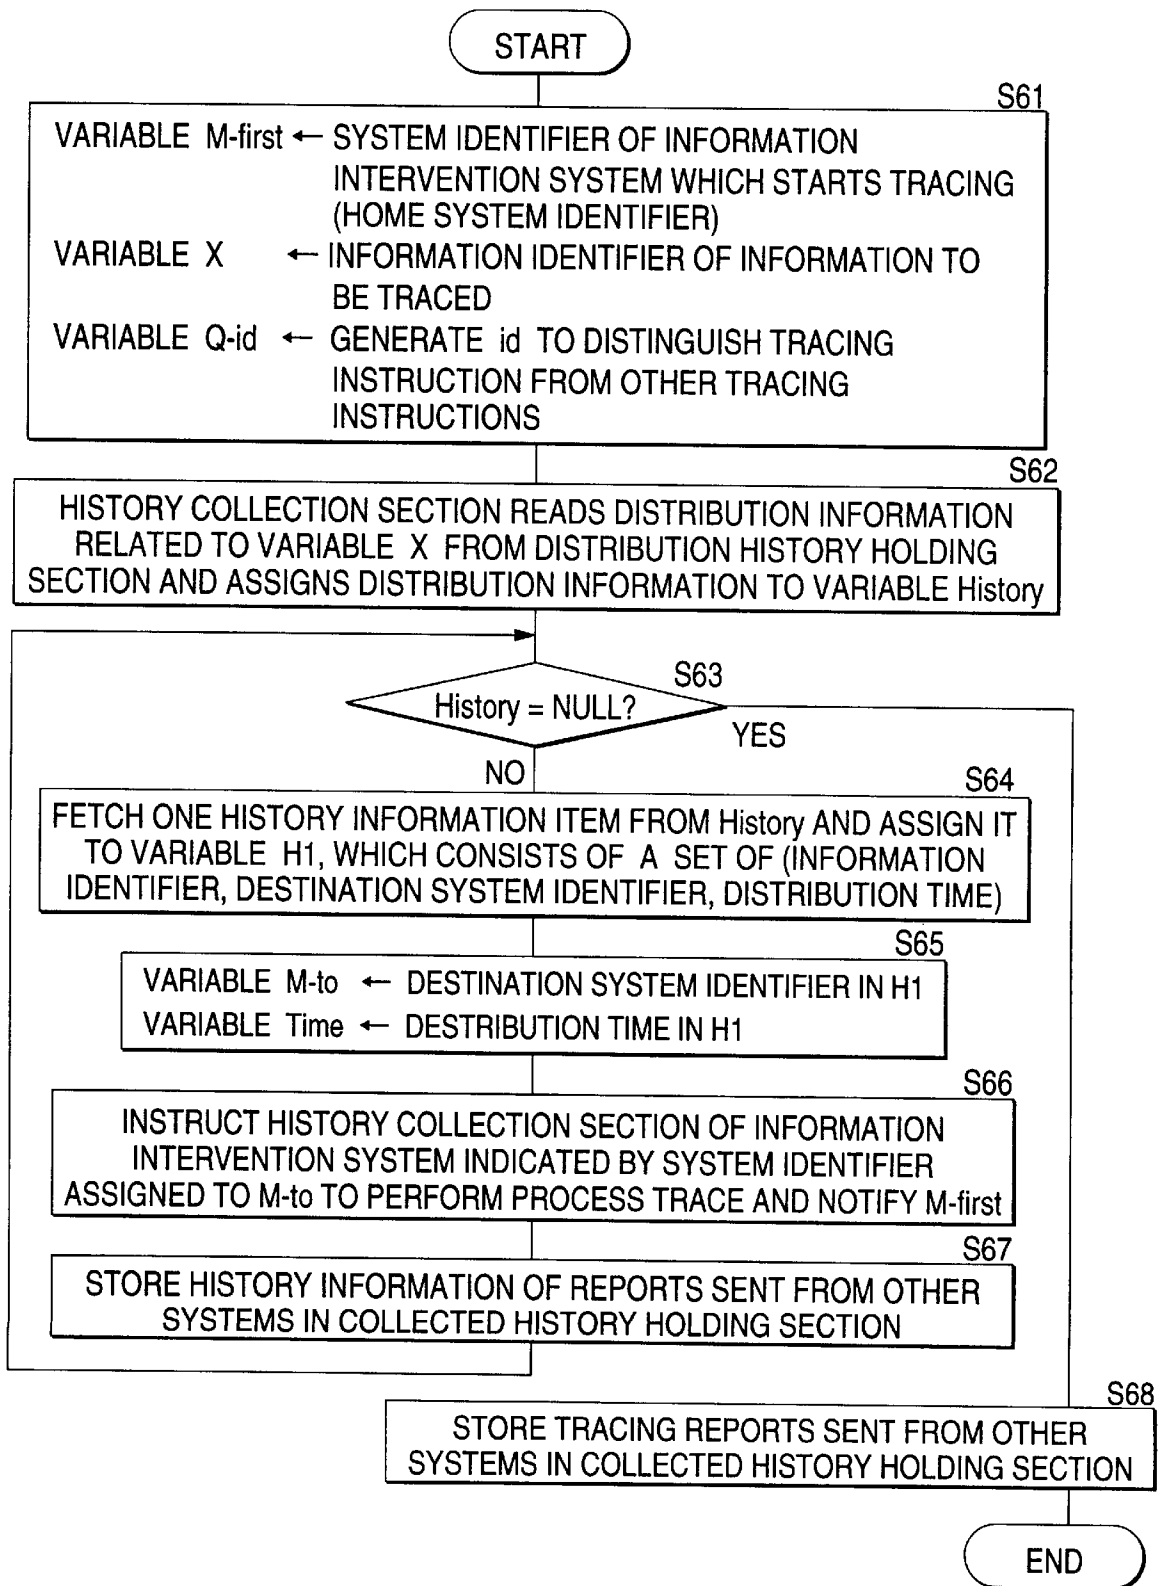 START
S61
VARIABLE M-first ← SYSTEM IDENTIFIER OF INFORMATION
INTERVENTION SYSTEM WHICH STARTS TRACING
(HOME SYSTEM IDENTIFIER)
VARIABLE X ← INFORMATION IDENTIFIER OF INFORMATION TO
BE TRACED
VARIABLE Q-id ← GENERATE id TO DISTINGUISH TRACING
INSTRUCTION FROM OTHER TRACING
INSTRUCTIONS
S62
HISTORY COLLECTION SECTION READS DISTRIBUTION INFORMATION
RELATED TO VARIABLE X FROM DISTRIBUTION HISTORY HOLDING
SECTION AND ASSIGNS DISTRIBUTION INFORMATION TO VARIABLE History
S63
History = NULL?
YES
NO
S64
FETCH ONE HISTORY INFORMATION ITEM FROM History AND ASSIGN IT
TO VARIABLE H1, WHICH CONSISTS OF A SET OF (INFORMATION
IDENTIFIER, DESTINATION SYSTEM IDENTIFIER, DISTRIBUTION TIME)
S65
VARIABLE M-to ← DESTINATION SYSTEM IDENTIFIER IN H1
VARIABLE Time ← DESTRIBUTION TIME IN H1
S66
INSTRUCT HISTORY COLLECTION SECTION OF INFORMATION
INTERVENTION SYSTEM INDICATED BY SYSTEM IDENTIFIER
ASSIGNED TO M-to TO PERFORM PROCESS TRACE AND NOTIFY M-first
S67
STORE HISTORY INFORMATION OF REPORTS SENT FROM OTHER
SYSTEMS IN COLLECTED HISTORY HOLDING SECTION
S68
STORE TRACING REPORTS SENT FROM OTHER
SYSTEMS IN COLLECTED HISTORY HOLDING SECTION
END